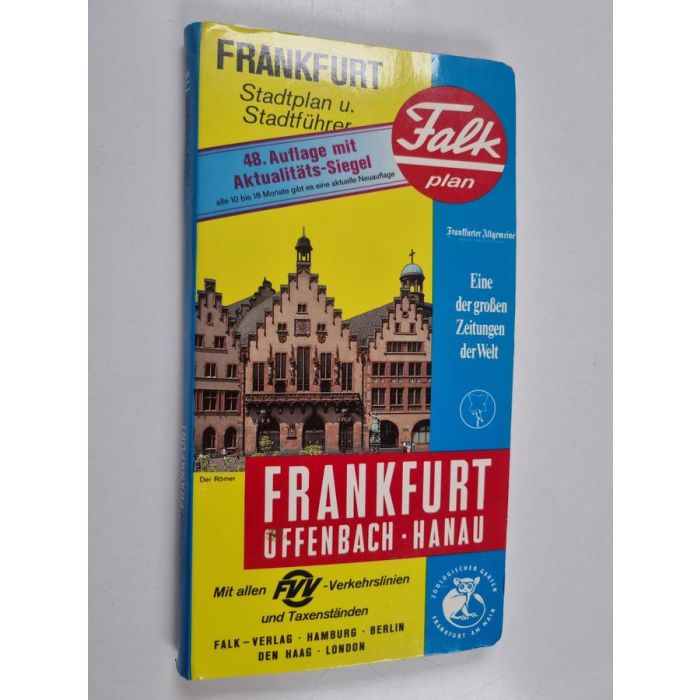 FRANKFURT
Stadtplan u.
Stadtführer
48. Auflage mit
Aktualitäts-Siegel
alle 10 bis 18 Monate gibt es eine aktuelle Neuauflage
Falk
plan
Frankfurter Allgemeine
Eine
der großen
Zeitungen
der Welt
Der Römer
FRANKFURT
OFFENBACH · HANAU
Mit allen FVV -Verkehrslinien
und Taxenständen
FALK-VERLAG · HAMBURG · BERLIN
DEN HAAG · LONDON
ZOOLOGISCHER GARTEN
FRANKFURT AM MAIN
FRANKFURT